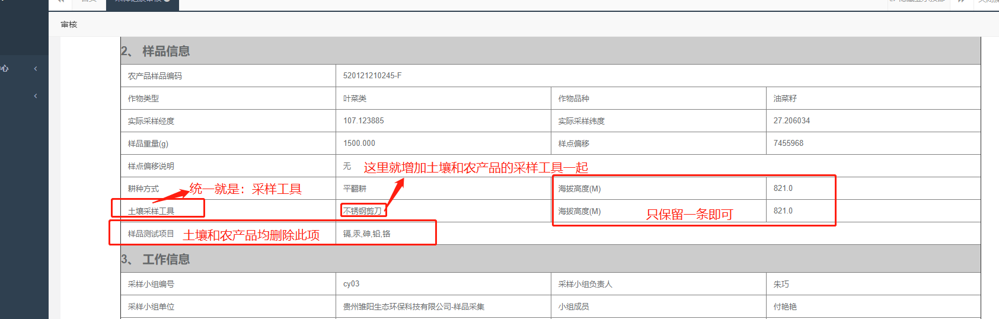 审核
2、 样品信息
农产品样品编码 520121210245-F
作物类型 叶菜类 作物品种 油菜籽
实际采样经度 107.123885 实际采样纬度 27.206034
样品重量(g) 1500.000 样点偏移 7455968
样点偏移说明 无 这里就增加土壤和农产品的采样工具一起
耕种方式 统一就是：采样工具 平翻耕 海拔高度(M) 821.0
土壤采样工具 不锈钢剪刀 海拔高度(M) 只保留一条即可 821.0
样品测试项目 土壤和农产品均删除此项 镉,汞,砷,铅,铬
3、 工作信息
采样小组编号 cy03 采样小组负责人 朱巧
采样小组单位 贵州雏阳生态环保科技有限公司-样品采集 小组成员 付艳艳